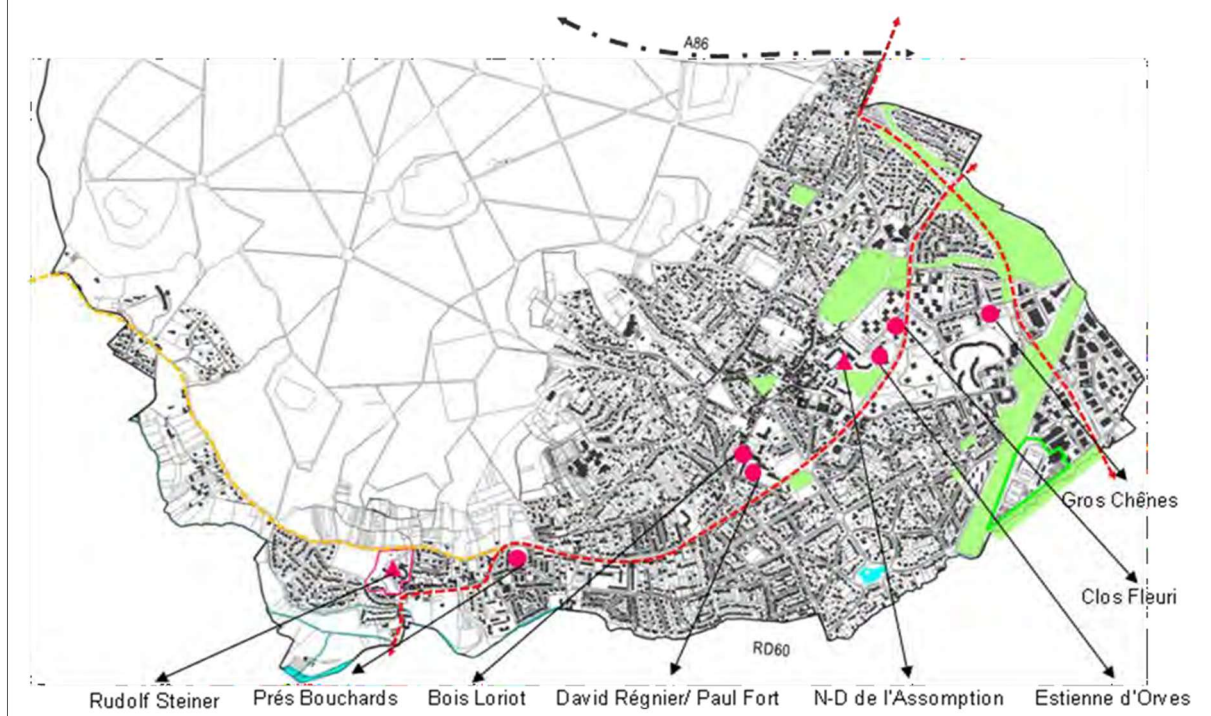 A86
Gros Chênes
Clos Fleuri
RD60
Rudolf Steiner
Prés Bouchards
Bois Loriot
David Régnier/ Paul Fort
N-D de l'Assomption
Estienne d'Orves